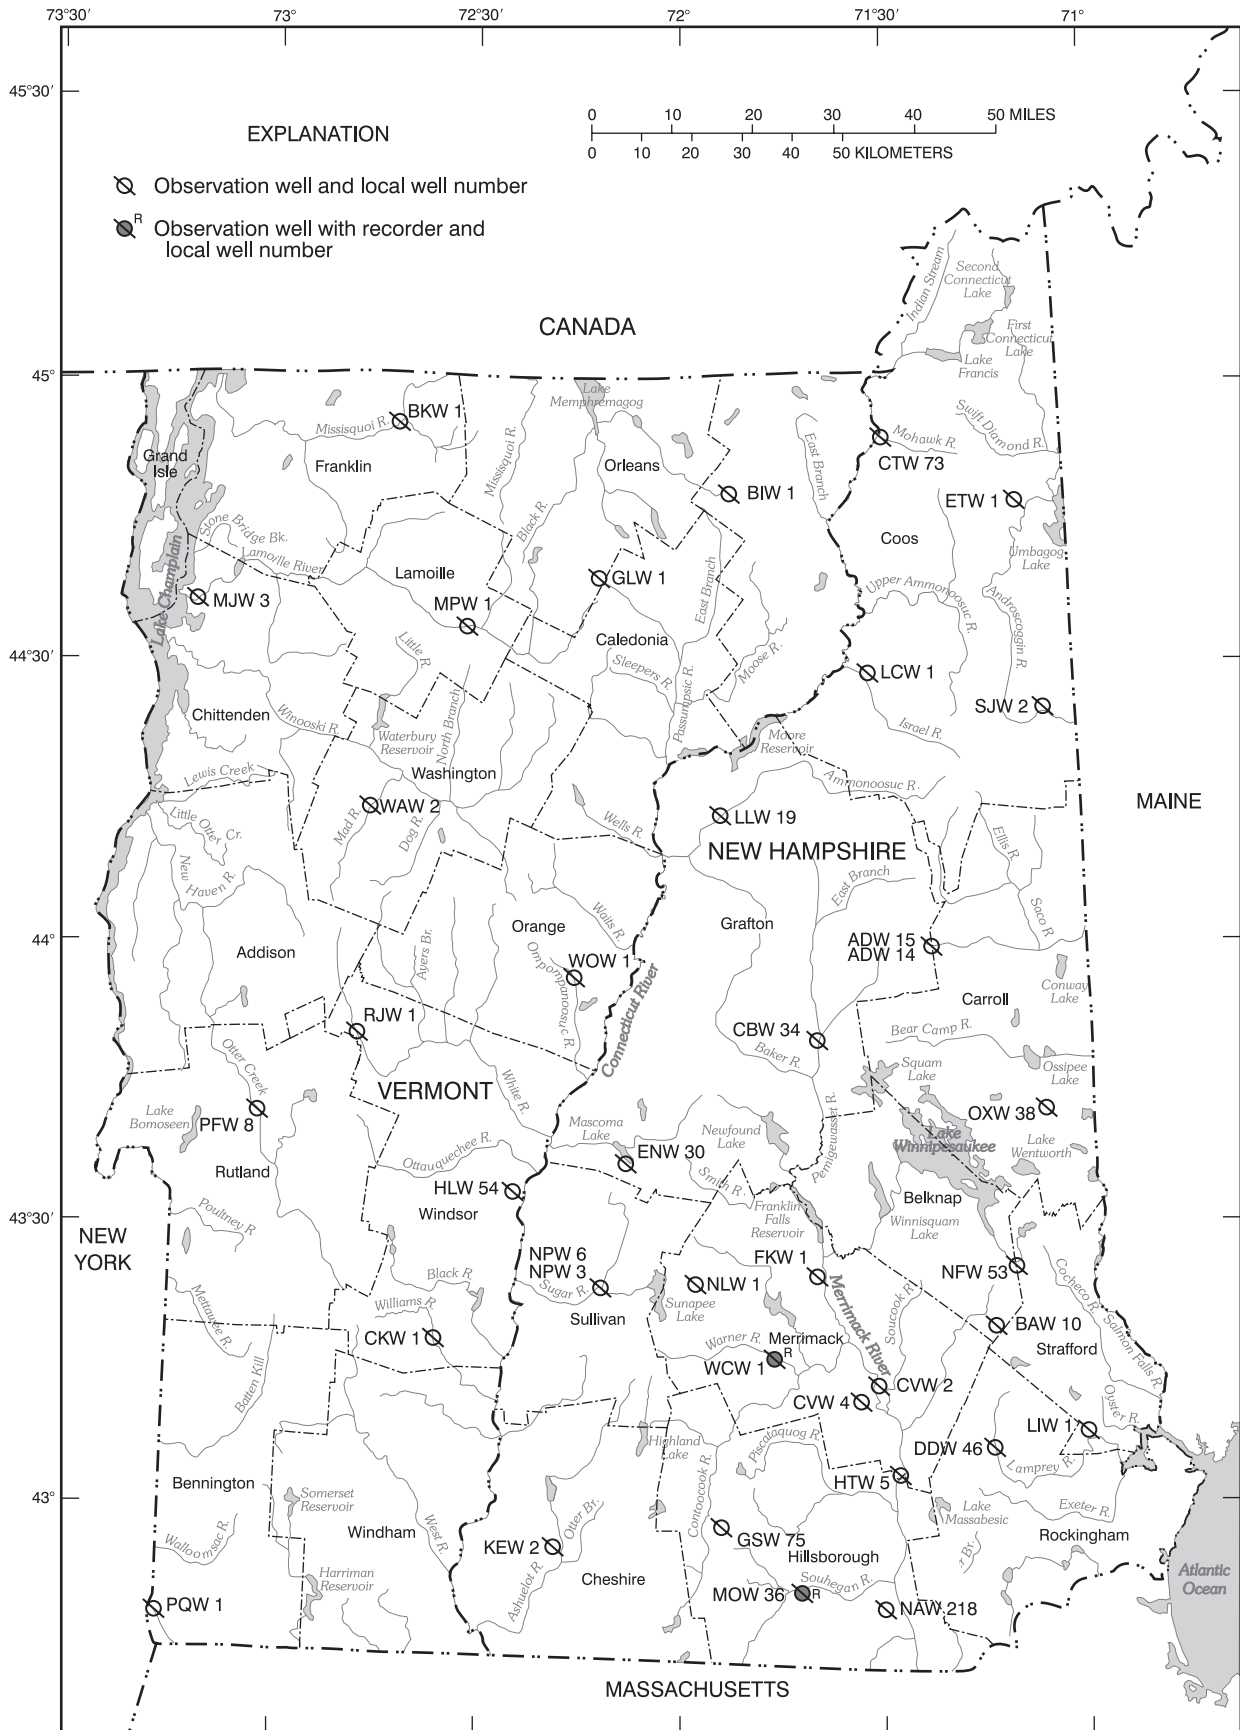 73°30′ 73° 72°30′ 72° 71°30′ 71°
45°30′
0 10 20 30 40 50 MILES
0 10 20 30 40 50 KILOMETERS
EXPLANATION
Observation well and local well number
R
Observation well with recorder and
local well number
CANADA
Indian Stream
Second
Connecticut
Lake
First
Connecticut
Lake
Lake
Francis
45°
Lake
Memphremagog
BKW 1
Missisquoi R.
Franklin
Grand
Isle
Missisquoi R.
Orleans
East Branch
Mohawk R.
Swift Diamond R.
CTW 73
BIW 1
ETW 1
Stone Bridge Bk.
Black R.
Coos
Umbagog
Lake
Lamoille River
Lamoille
GLW 1
East Branch
Upper Ammonoosuc R.
Androscoggin R.
Lake Champlain
MJW 3
MPW 1
Caledonia
Little R
Sleepers R.
Moose R.
44°30′
LCW 1
Passumpsic R.
SJW 2
Chittenden
Winooski R.
Waterbury
Reservoir
North Branch
Moore
Reservoir
Israel R.
Lewis Creek
Washington
Ammonoosuc R.
WAW 2
MAINE
Little Otter Cr.
Mad R.
Dog R.
Wells R.
LLW 19
NEW HAMPSHIRE
Ellis R.
New
Haven R.
East Branch
Saco R
Waits R.
Orange
Grafton
44°
Addison
Ayers Br.
WOW 1
Ompompanoosuc R.
ADW 15
ADW 14
Connecticut River
Conway
Lake
Carroll
RJW 1
CBW 34
Bear Camp R.
Otter Creek
Baker R.
Squam
Lake
Ossipee
Lake
VERMONT
White R.
Lake
Bomoseen
PFW 8
Pemigewasset R.
OXW 38
Mascoma
Lake
Newfound
Lake
Lake
Winnipesaukee
Lake
Wentworth
Ottauquechee R.
ENW 30
Rutland
Smith R.
HLW 54
Belknap
Poultney R
Windsor
Franklin
Falls
Reservoir
Winnisquam
Lake
43°30′
NEW
YORK
NPW 6
NPW 3
FKW 1
Black R.
Sugar R.
NLW 1
NFW 53
Cocheco R.
Mettawee R.
Williams R
Sullivan
Sunapee
Lake
Merrimack River
Soucook R.
BAW 10
CKW 1
Warner R.
Merrimack
Strafford
Salmon Falls R.
WCW 1
R
Batten Kill
CVW 2
CVW 4
Oyster R.
LIW 1
Highland
Lake
Piscataquog R.
DDW 46
Lamprey R.
Bennington
HTW 5
43°
Somerset
Reservoir
Contoocook R.
Lake
Massabesic
Exeter R.
Windham
West R.
Otter Br.
GSW 75
Rockingham
Walloomsac R.
KEW 2
Hillsborough
r Br.
Harriman
Reservoir
Ashuelot R
Cheshire
Souhegan R.
Atlantic
Ocean
MOW 36
R
PQW 1
NAW 218
MASSACHUSETTS